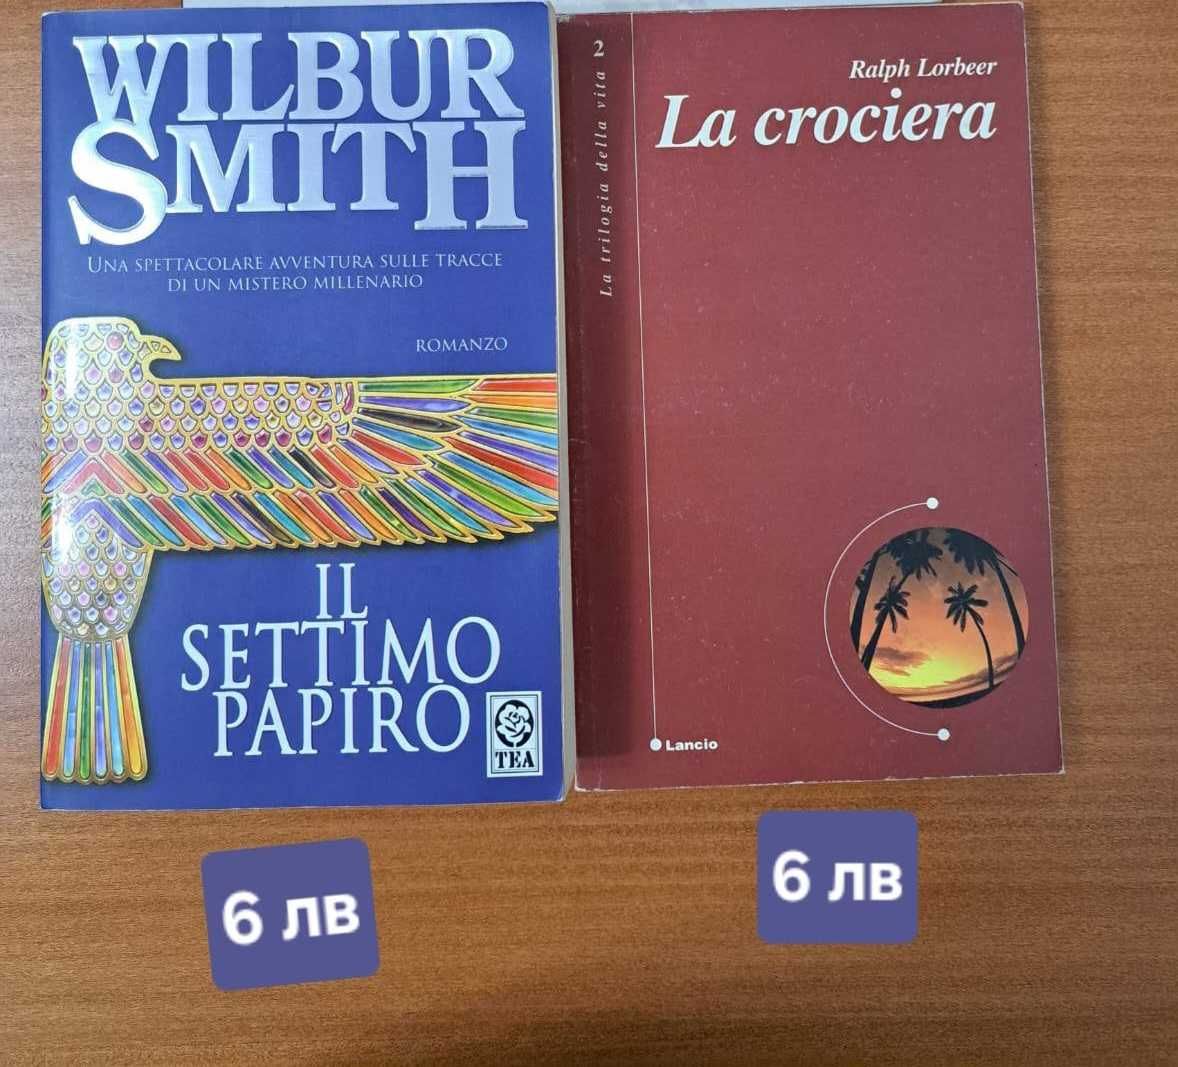 WILBUR
SMITH
UNA SPETTACOLARE AVVENTURA SULLE TRACCE
DI UN MISTERO MILLENARIO
ROMANZO
IL
SETTIMO
PAPIRO
TEA
2
La trilogia della vita
Ralph Lorbeer
La crociera
Lancio
6 лв
6 лв